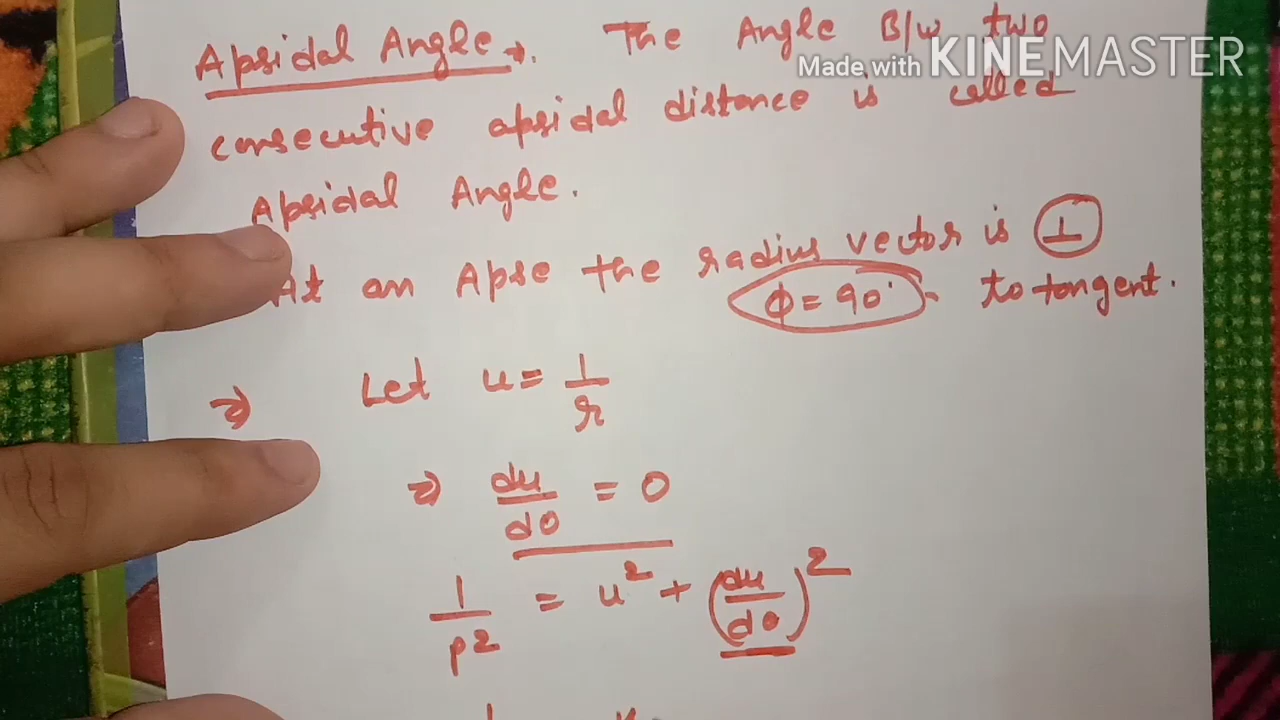 Apsidal Angle →. The Angle B/w two
Made with KINEMASTER
consecutive apsidal distance is called
Apsidal Angle.
At an Apse the radius vector is ⊥
ϕ = 90° to tangent.
⇒ Let u = 1/r
⇒ du/dθ = 0
1/p² = u² + (du/dθ)²